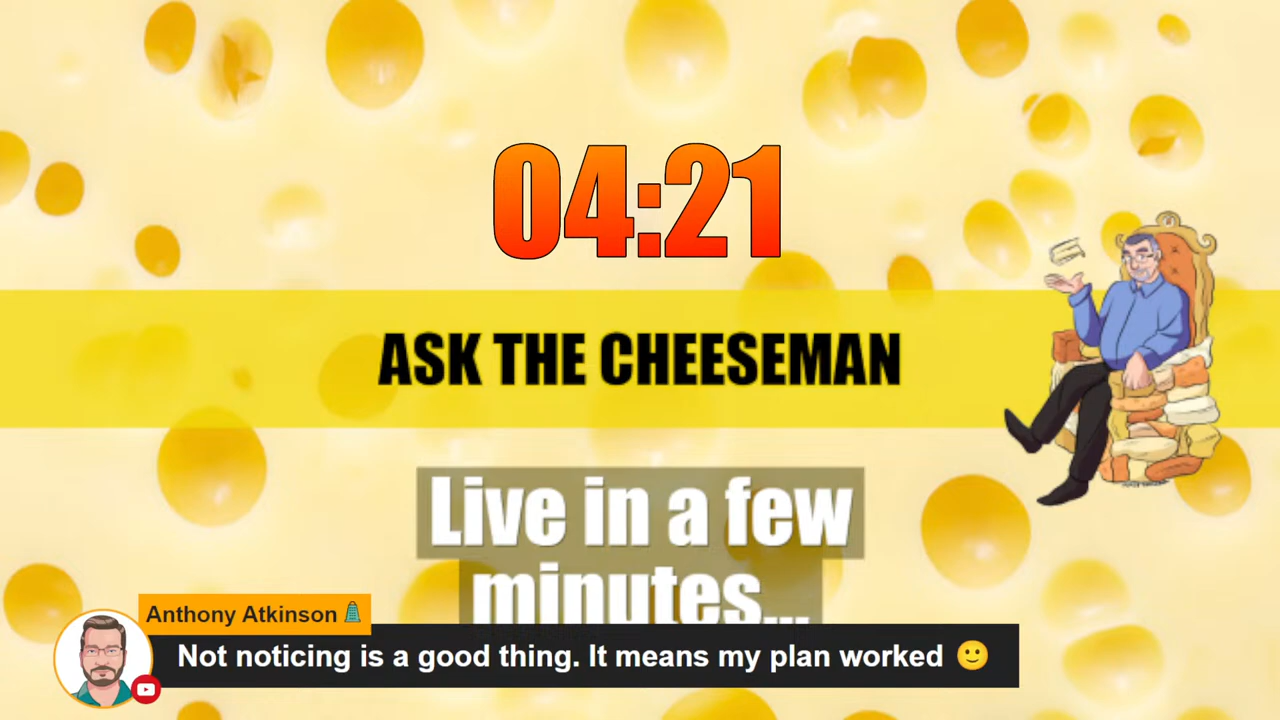 04:21
ASK THE CHEESEMAN
Live in a few
minutes...
Anthony Atkinson
Not noticing is a good thing. It means my plan worked 🙂